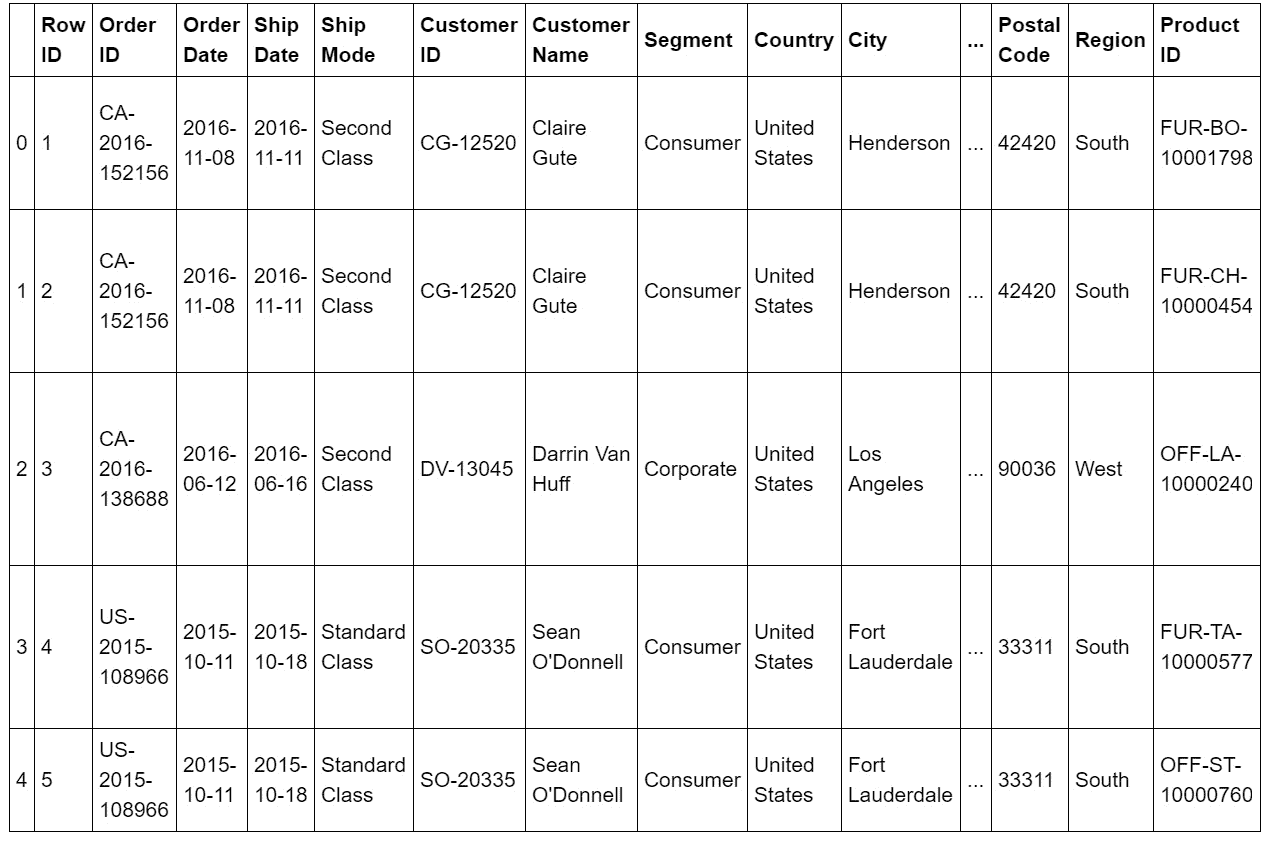 Row ID Order ID Order Date Ship Date Ship Mode Customer ID Customer Name Segment Country City ... Postal Code Region Product ID
0 1 CA-2016-152156 2016-11-08 2016-11-11 Second Class CG-12520 Claire Gute Consumer United States Henderson ... 42420 South FUR-BO-10001798
1 2 CA-2016-152156 2016-11-08 2016-11-11 Second Class CG-12520 Claire Gute Consumer United States Henderson ... 42420 South FUR-CH-10000454
2 3 CA-2016-138688 2016-06-12 2016-06-16 Second Class DV-13045 Darrin Van Huff Corporate United States Los Angeles ... 90036 West OFF-LA-10000240
3 4 US-2015-108966 2015-10-11 2015-10-18 Standard Class SO-20335 Sean O'Donnell Consumer United States Fort Lauderdale ... 33311 South FUR-TA-10000577
4 5 US-2015-108966 2015-10-11 2015-10-18 Standard Class SO-20335 Sean O'Donnell Consumer United States Fort Lauderdale ... 33311 South OFF-ST-10000760